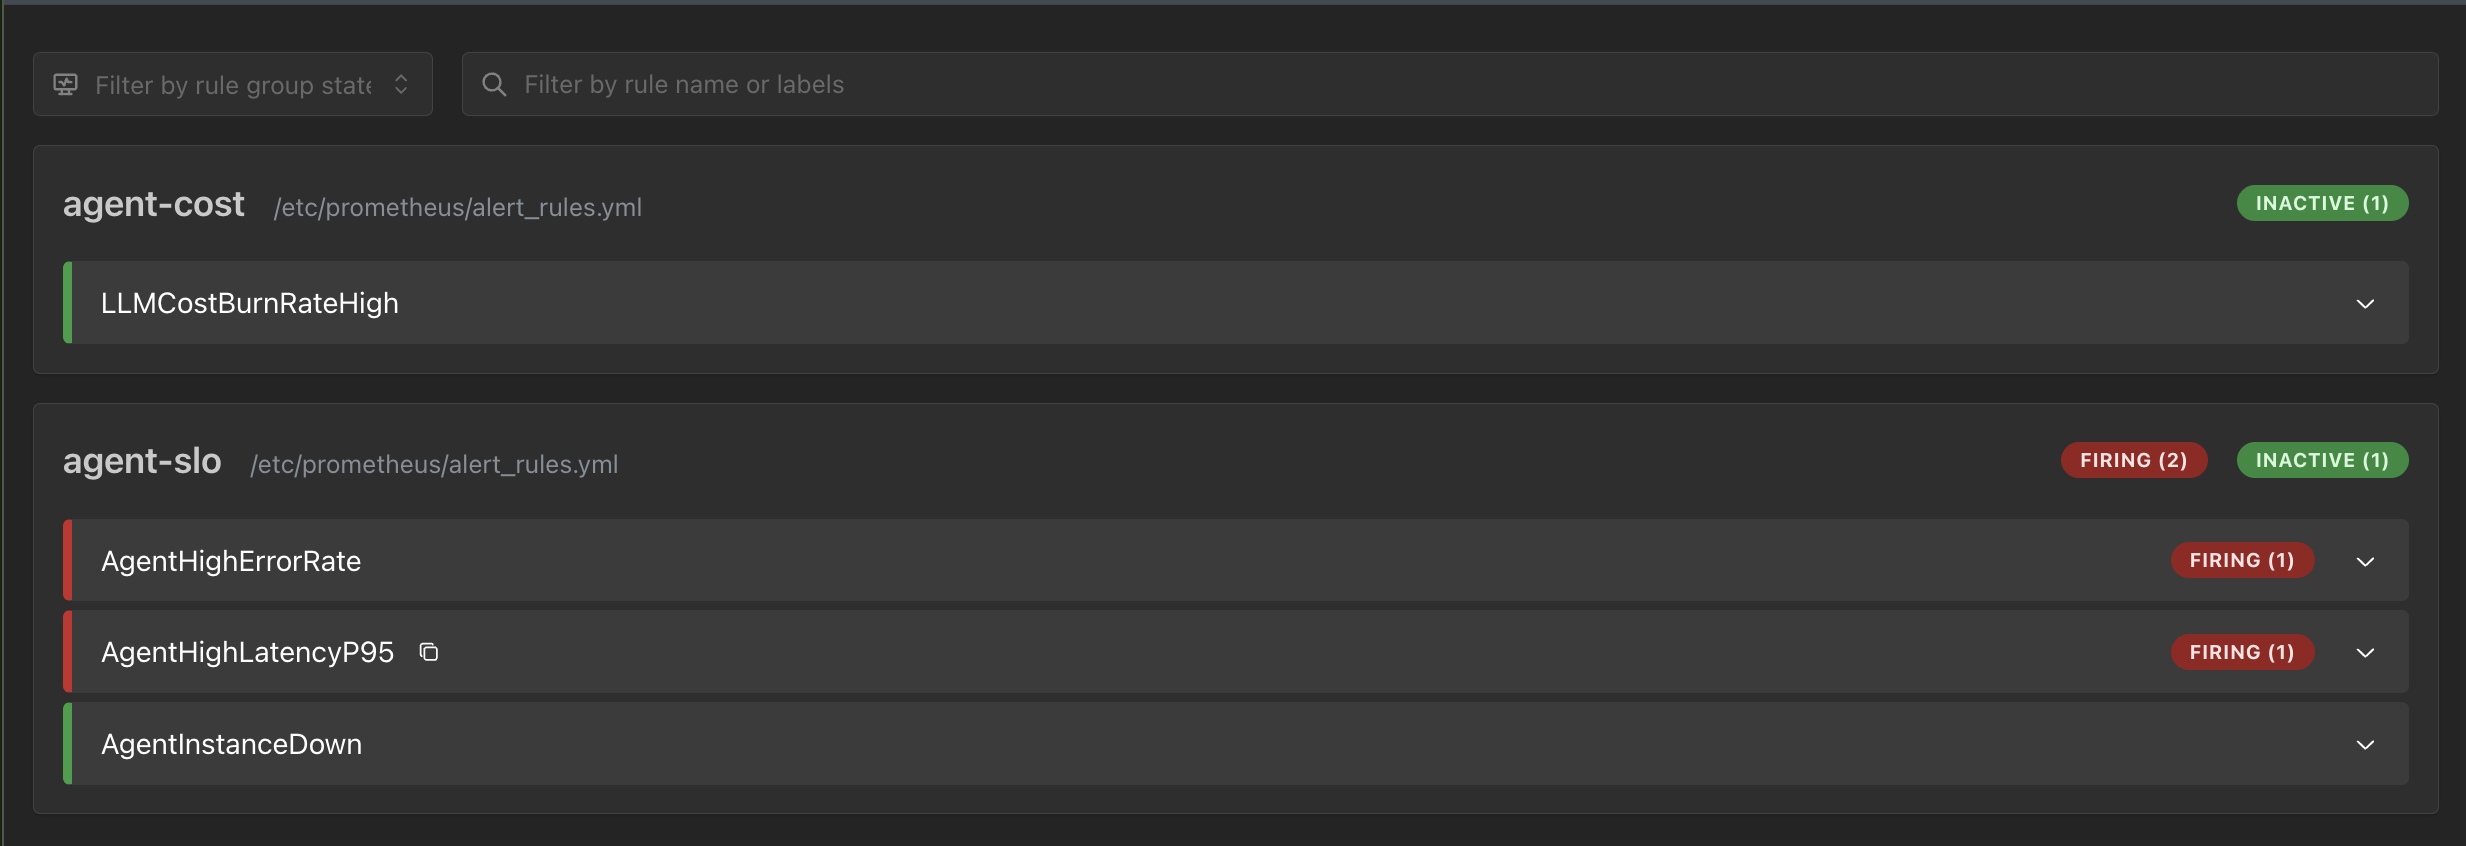 Filter by rule group state
Filter by rule name or labels
agent-cost /etc/prometheus/alert_rules.yml INACTIVE (1)
LLMCostBurnRateHigh
agent-slo /etc/prometheus/alert_rules.yml FIRING (2) INACTIVE (1)
AgentHighErrorRate FIRING (1)
AgentHighLatencyP95 FIRING (1)
AgentInstanceDown